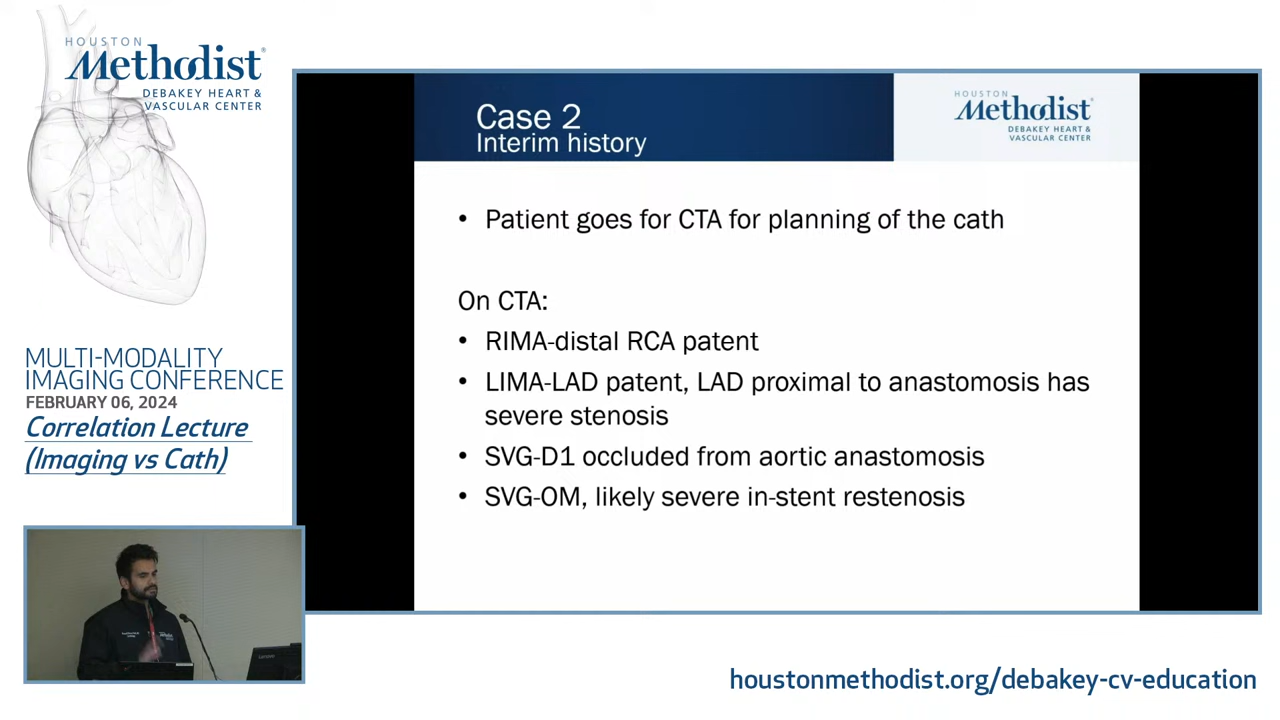 HOUSTON
Methodist
DEBAKEY HEART &
VASCULAR CENTER
MULTI-MODALITY
IMAGING CONFERENCE
FEBRUARY 06, 2024
Correlation Lecture
(Imaging vs Cath)
Case 2
Interim history
HOUSTON
Methodist
DEBAKEY HEART &
VASCULAR CENTER
• Patient goes for CTA for planning of the cath
On CTA:
• RIMA-distal RCA patent
• LIMA-LAD patent, LAD proximal to anastomosis has
severe stenosis
• SVG-D1 occluded from aortic anastomosis
• SVG-OM, likely severe in-stent restenosis
Lenovo
houstonmethodist.org/debakey-cv-education